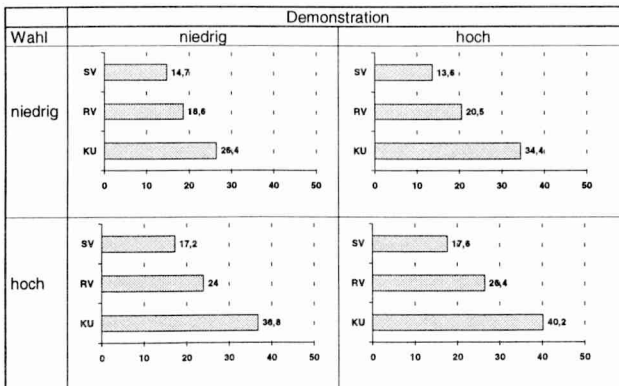 Demonstration
Wahl niedrig hoch
niedrig
SV 14,7
RV 18,6
KU 26,4
0 10 20 30 40 50
SV 13,6
RV 20,5
KU 34,4
0 10 20 30 40 50
hoch
SV 17,2
RV 24
KU 36,8
0 10 20 30 40 50
SV 17,6
RV 26,4
KU 40,2
0 10 20 30 40 50